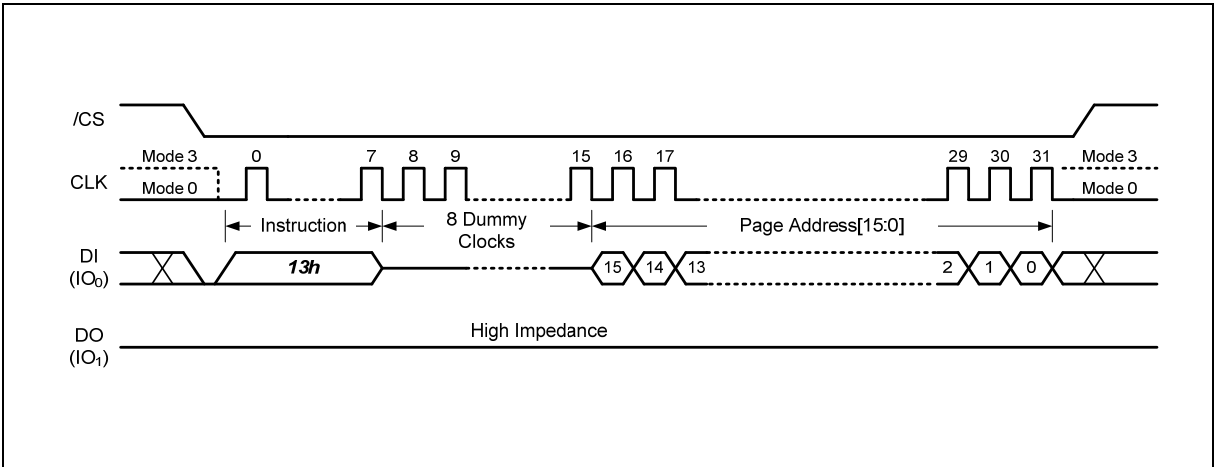 /CS
Mode 3 0 7 8 9 15 16 17 29 30 31 Mode 3
CLK
Mode 0 Mode 0
Instruction 8 Dummy Clocks Page Address[15:0]
DI
(IO₀)
13h 15 14 13 2 1 0
High Impedance
DO
(IO₁)